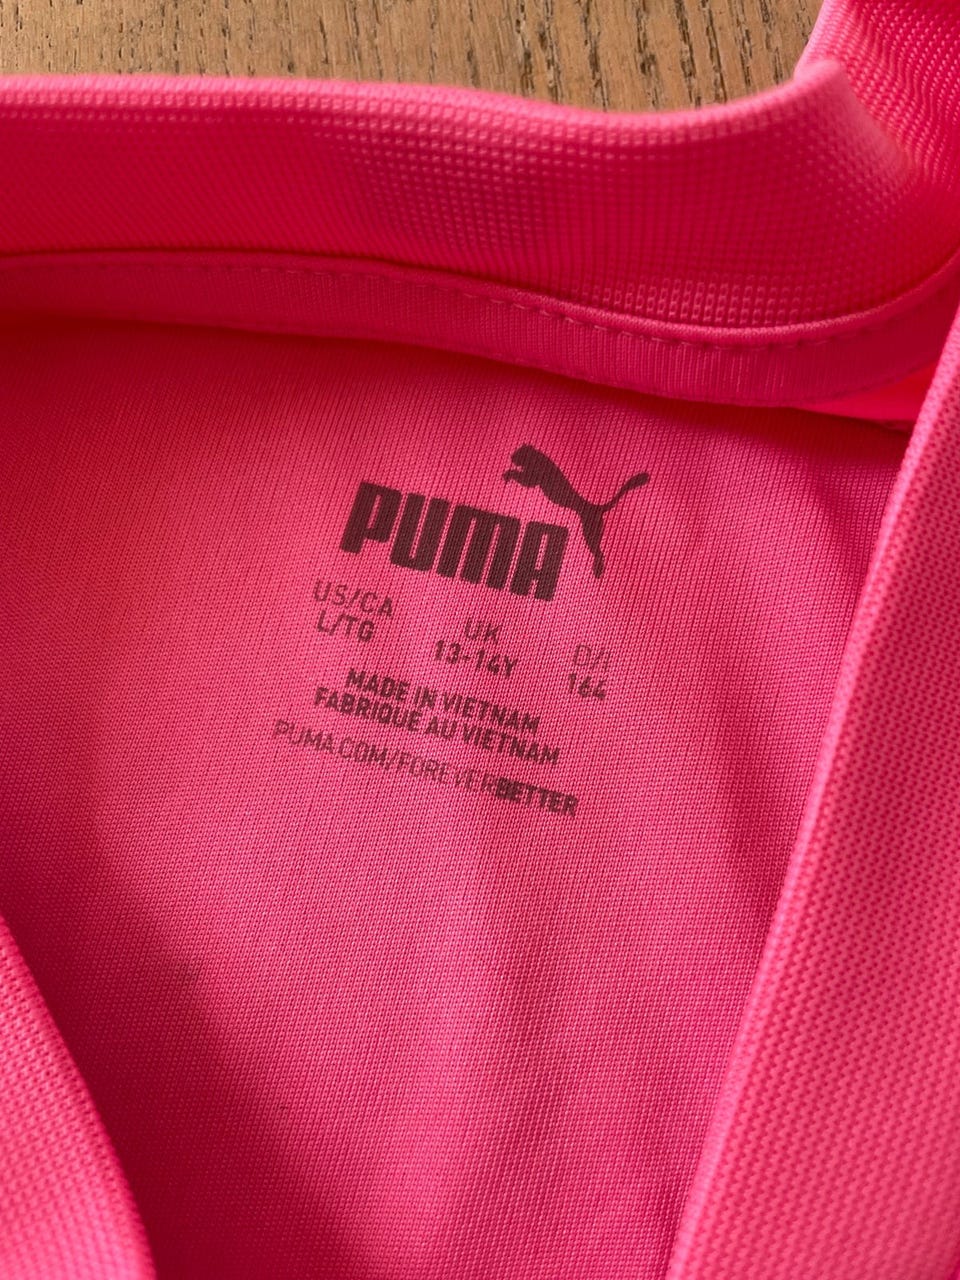 PUMA
US/CA UK D/I
L/TG 13-14Y 164
MADE IN VIETNAM
FABRIQUÉ AU VIETNAM
PUMA.COM/FOREVERBETTER